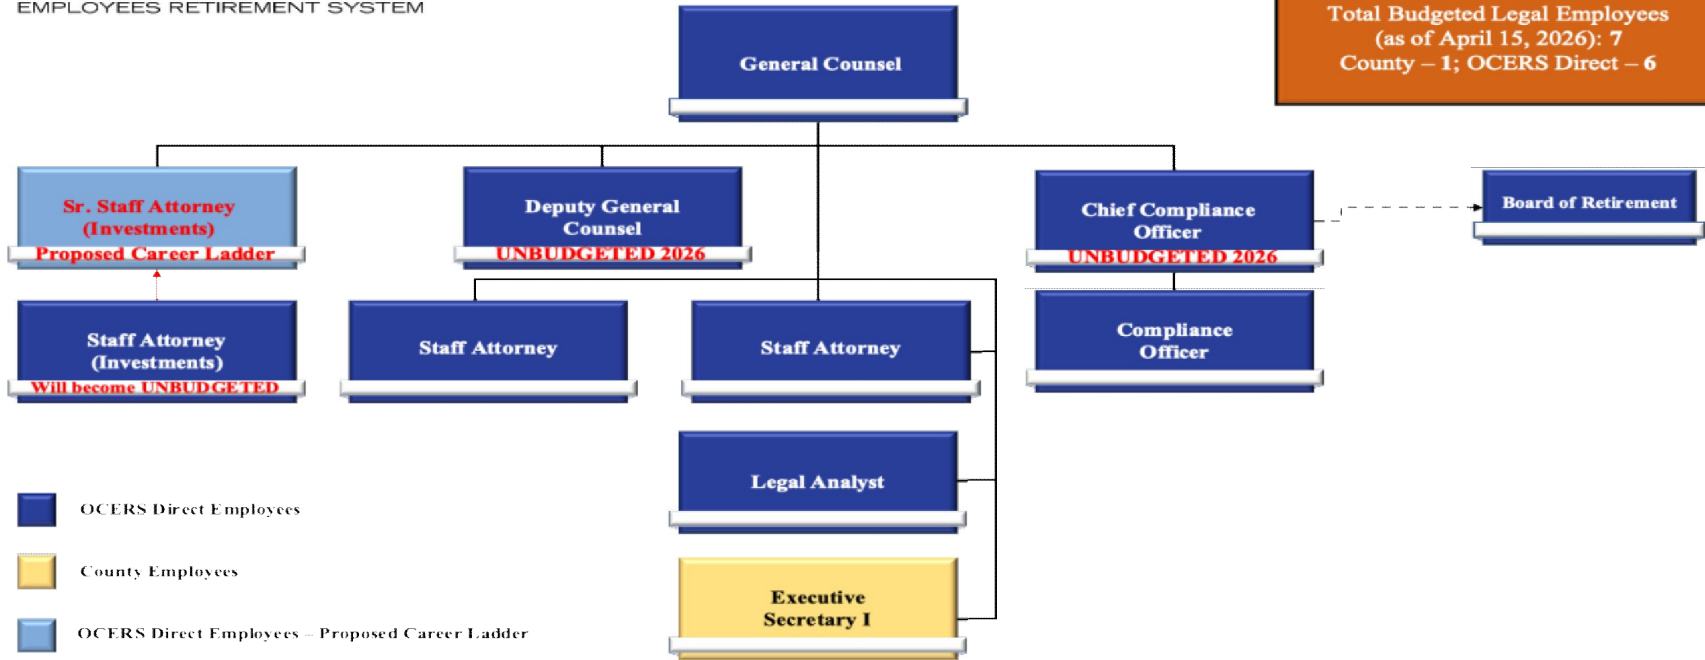 EMPLOYEES RETIREMENT SYSTEM
Total Budgeted Legal Employees
(as of April 15, 2026): 7
County – 1; OCERS Direct – 6
General Counsel
Sr. Staff Attorney
(Investments)
Proposed Career Ladder
Deputy General
Counsel
UNBUDGETED 2026
Chief Compliance
Officer
UNBUDGETED 2026
Board of Retirement
Staff Attorney
(Investments)
Will become UNBUDGETED
Staff Attorney
Staff Attorney
Compliance
Officer
Legal Analyst
Executive
Secretary I
OCERS Direct Employees
County Employees
OCERS Direct Employees – Proposed Career Ladder